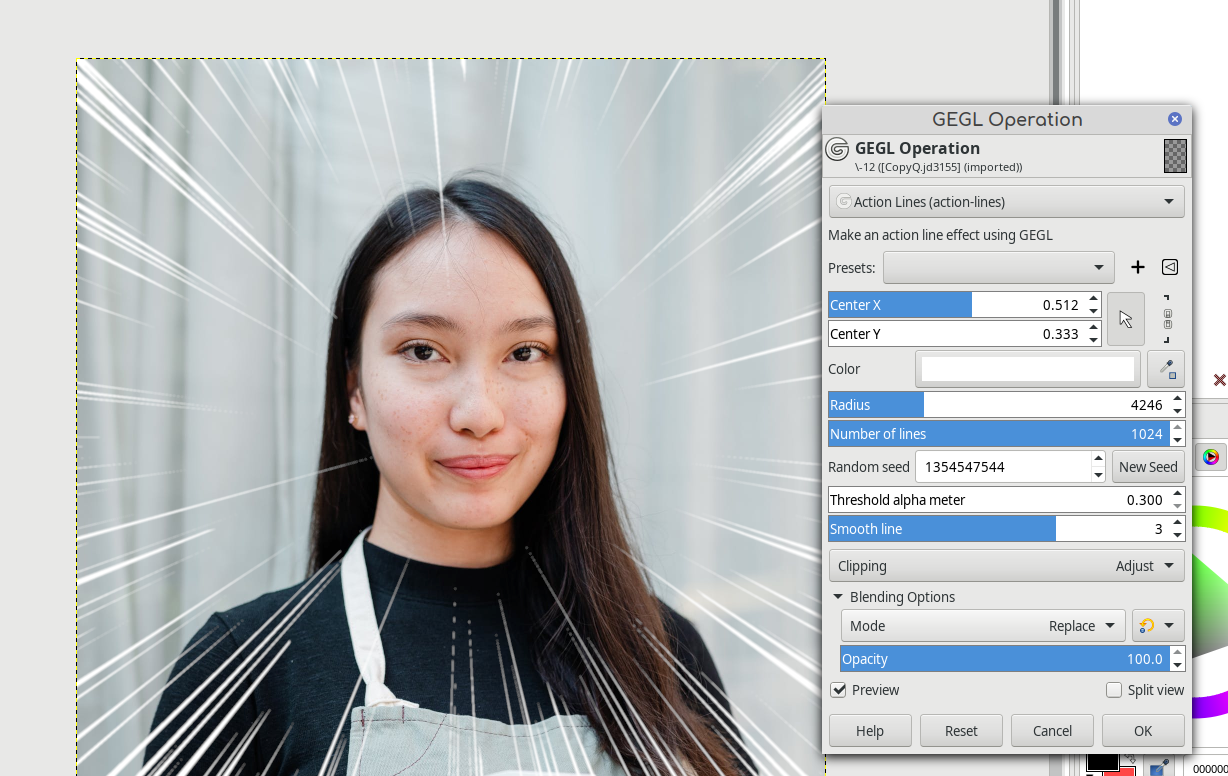 GEGL Operation
GEGL Operation
\-12 ([CopyQ.jd3155] (imported))
Action Lines (action-lines)
Make an action line effect using GEGL
Presets:
Center X 0.512
Center Y 0.333
Color
Radius 4246
Number of lines 1024
Random seed 1354547544 New Seed
Threshold alpha meter 0.300
Smooth line 3
Clipping Adjust
Blending Options
Mode Replace
Opacity 100.0
Preview Split view
Help Reset Cancel OK
000000